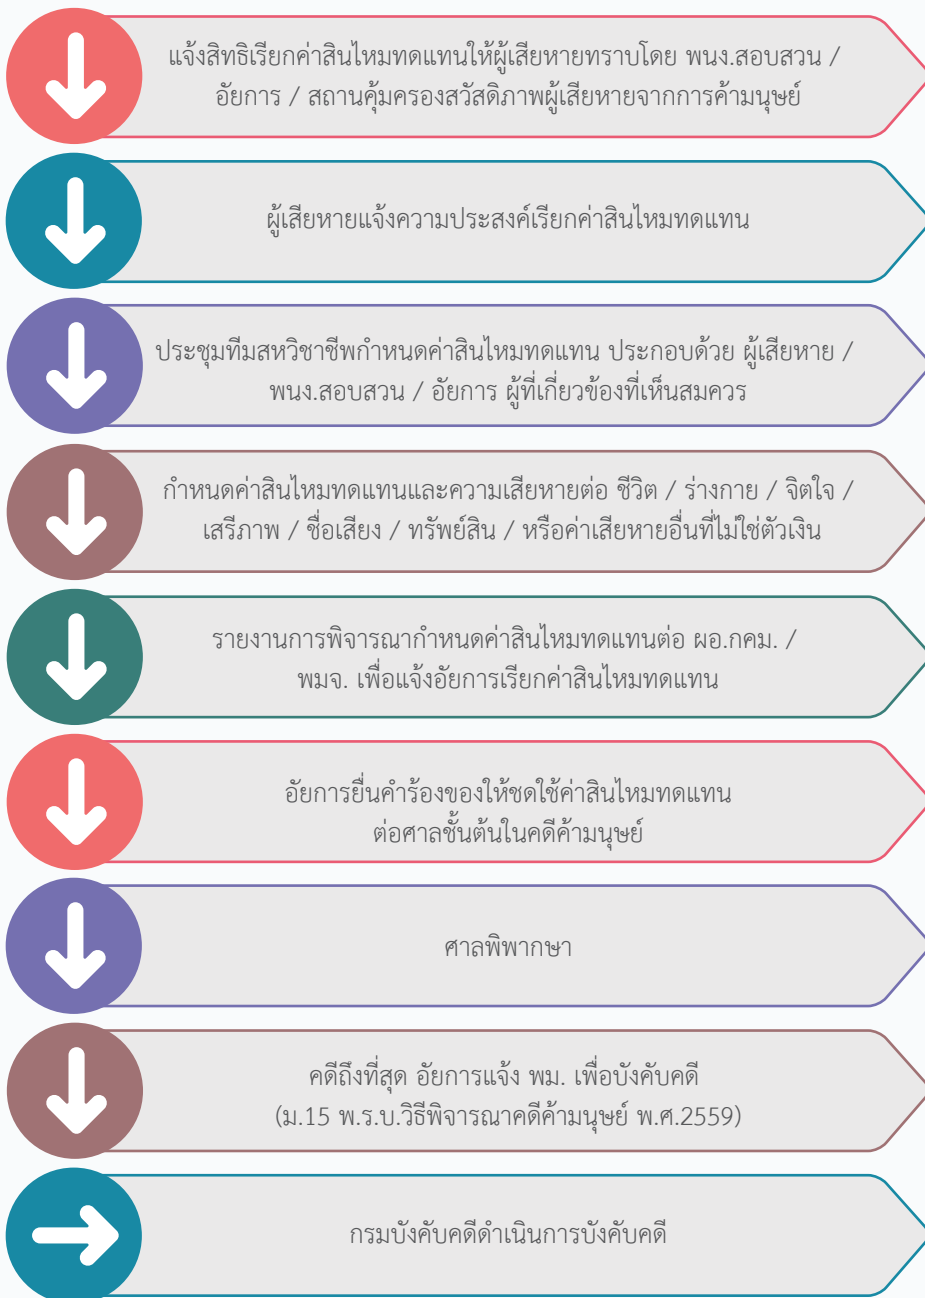 แจ้งสิทธิเรียกค่าสินไหมทดแทนให้ผู้เสียหายทราบโดย พนง.สอบสวน /
อัยการ / สถานคุ้มครองสวัสดิภาพผู้เสียหายจากการค้ามนุษย์
ผู้เสียหายแจ้งความประสงค์เรียกค่าสินไหมทดแทน
ประชุมทีมสหวิชาชีพกำหนดค่าสินไหมทดแทน ประกอบด้วย ผู้เสียหาย /
พนง.สอบสวน / อัยการ ผู้ที่เกี่ยวข้องที่เห็นสมควร
กำหนดค่าสินไหมทดแทนและความเสียหายต่อ ชีวิต / ร่างกาย / จิตใจ /
เสรีภาพ / ชื่อเสียง / ทรัพย์สิน / หรือค่าเสียหายอื่นที่ไม่ใช่ตัวเงิน
รายงานการพิจารณากำหนดค่าสินไหมทดแทนต่อ ผอ.กคม. /
พมจ. เพื่อแจ้งอัยการเรียกค่าสินไหมทดแทน
อัยการยื่นคำร้องของให้ชดใช้ค่าสินไหมทดแทน
ต่อศาลชั้นต้นในคดีค้ามนุษย์
ศาลพิพากษา
คดีถึงที่สุด อัยการแจ้ง พม. เพื่อบังคับคดี
(ม.15 พ.ร.บ.วิธีพิจารณาคดีค้ามนุษย์ พ.ศ.2559)
กรมบังคับคดีดำเนินการบังคับคดี